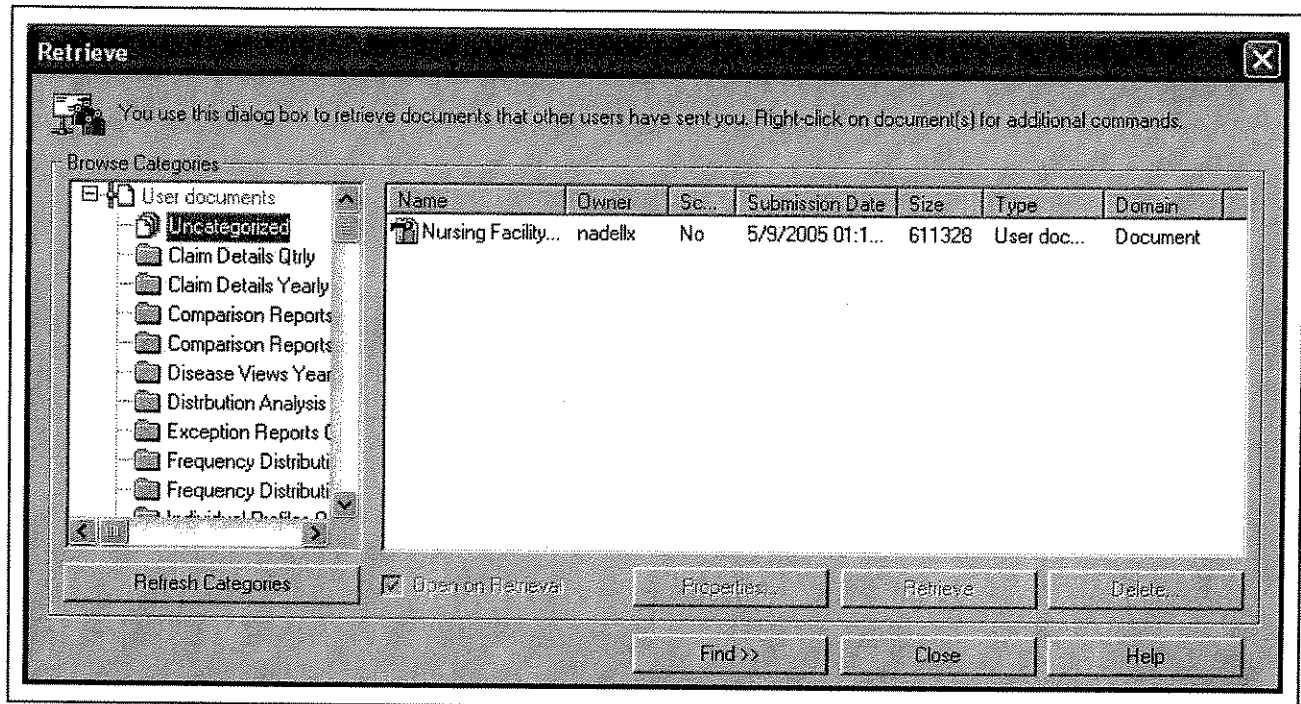 Retrieve
You use this dialog box to retrieve documents that other users have sent you. Right-click on document(s) for additional commands.
Browse Categories
User documents
Uncategorized
Claim Details Qtrly
Claim Details Yearly
Comparison Reports
Comparison Reports
Disease Views Year
Distrbution Analysis
Exception Reports
Frequency Distributi
Frequency Distributi
Name Owner Sc... Submission Date Size Type Domain
Nursing Facility... nadellx No 5/9/2005 01:1... 611328 User doc... Document
Refresh Categories
Open on Retrieval
Properties...
Retrieve
Delete...
Find >>
Close
Help